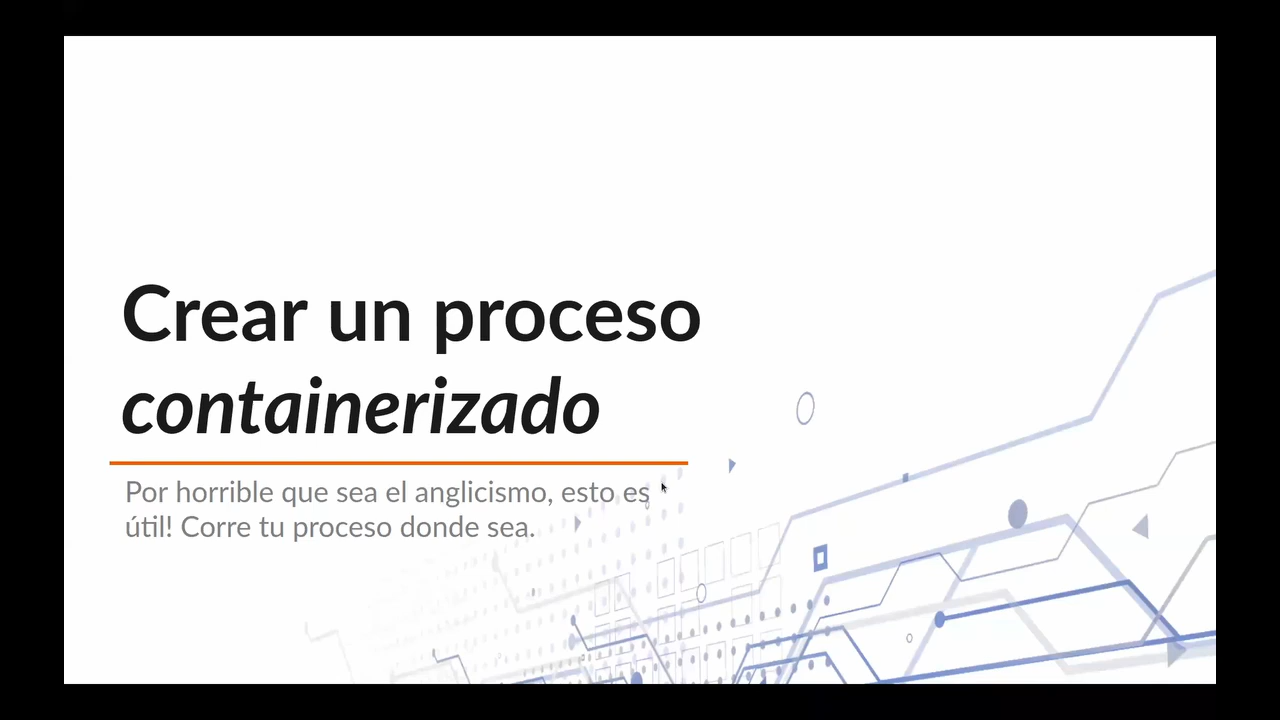 Crear un proceso
containerizado
Por horrible que sea el anglicismo, esto es
útil! Corre tu proceso donde sea.